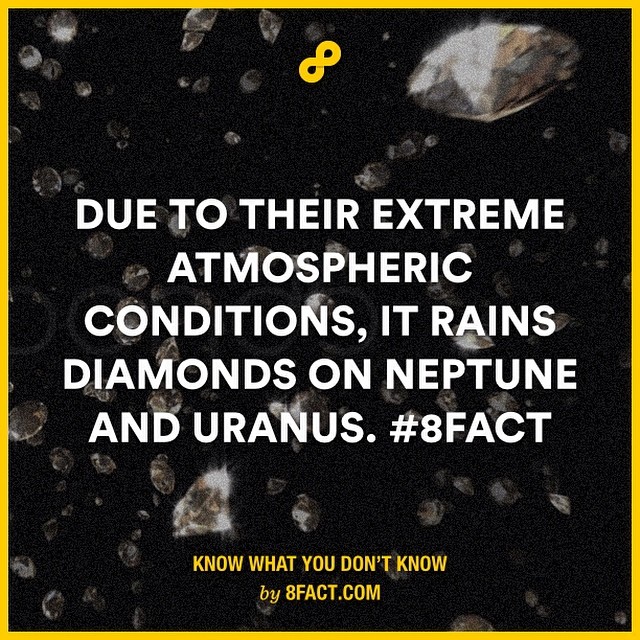 DUE TO THEIR EXTREME
ATMOSPHERIC
CONDITIONS, IT RAINS
DIAMONDS ON NEPTUNE
AND URANUS. #8FACT
KNOW WHAT YOU DON'T KNOW
by 8FACT.COM